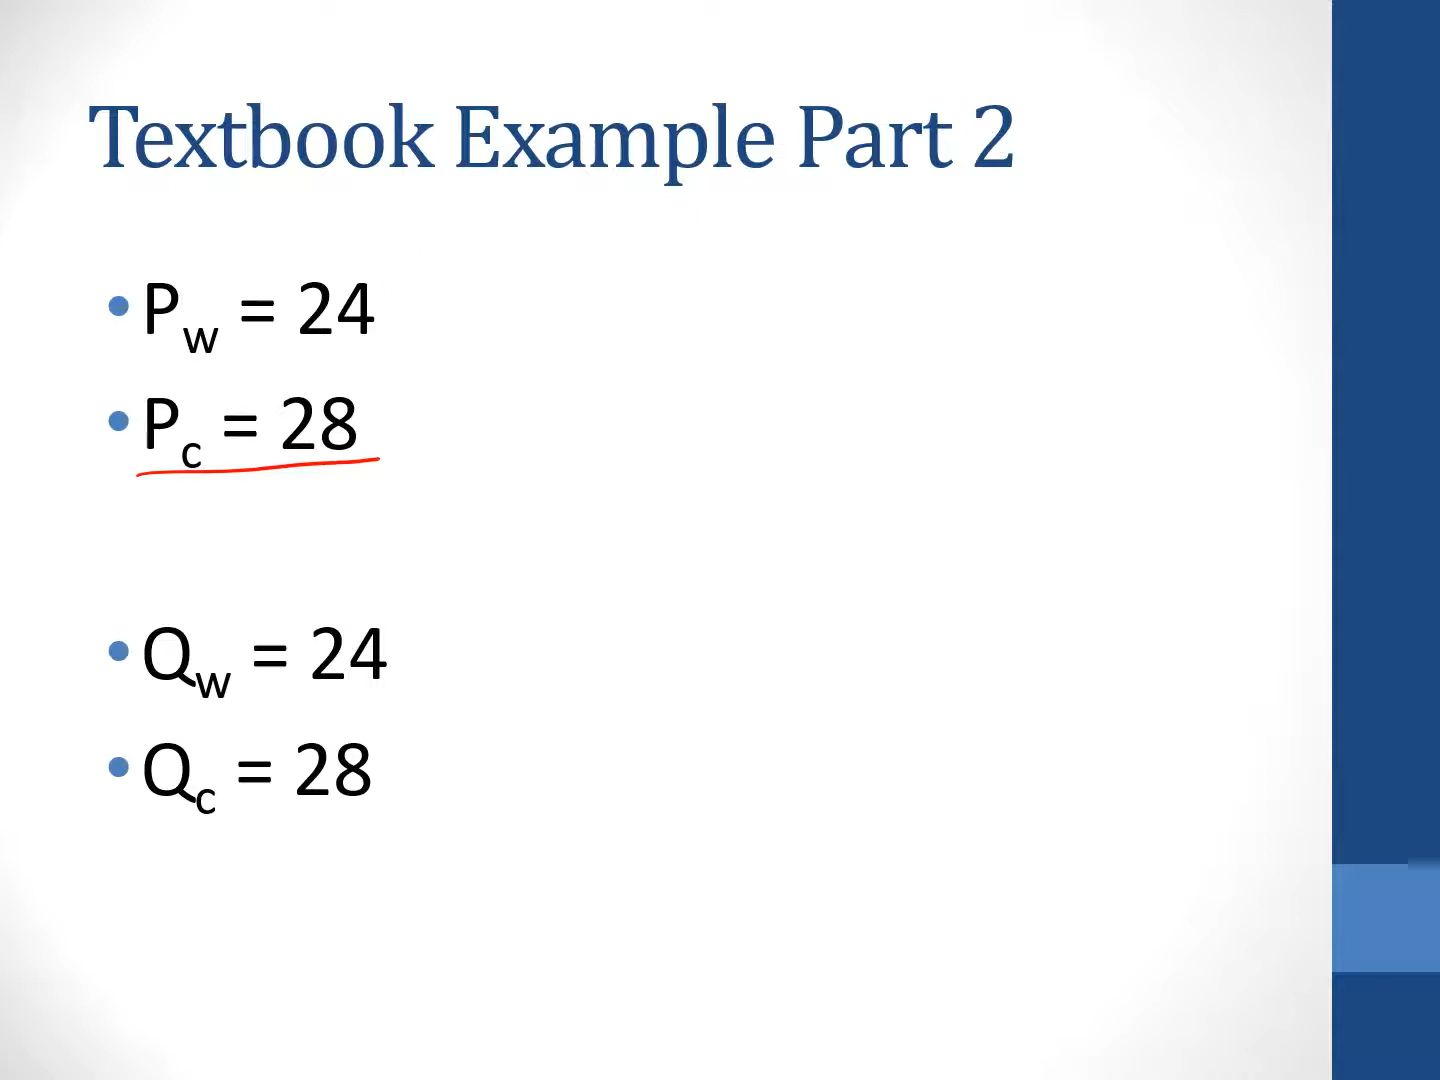 Textbook Example Part 2
• P_w = 24
• P_c = 28
• Q_w = 24
• Q_c = 28